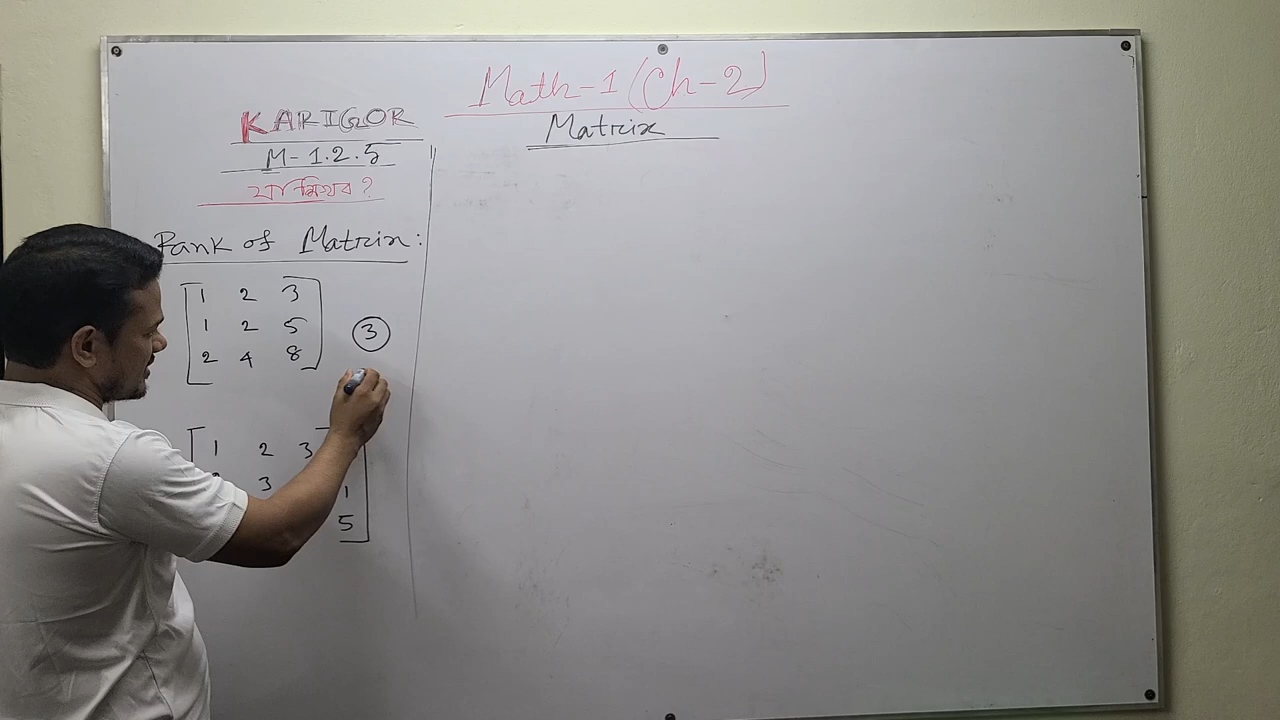 Math-1 (Ch-2)
Matrix
KARIGOR
M-1.2.5
যা শিখব ?
Rank of Matrix:
1 2 3
1 2 5
2 4 8
3
1 2 3
3 1
5